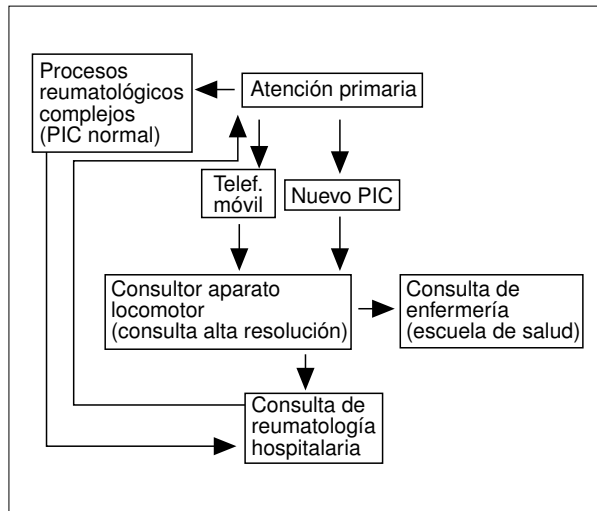 Procesos
reumatológicos
complejos
(PIC normal)
Atención primaria
Telef.
móvil
Nuevo PIC
Consultor aparato
locomotor
(consulta alta resolución)
Consulta de
enfermería
(escuela de salud)
Consulta de
reumatología
hospitalaria